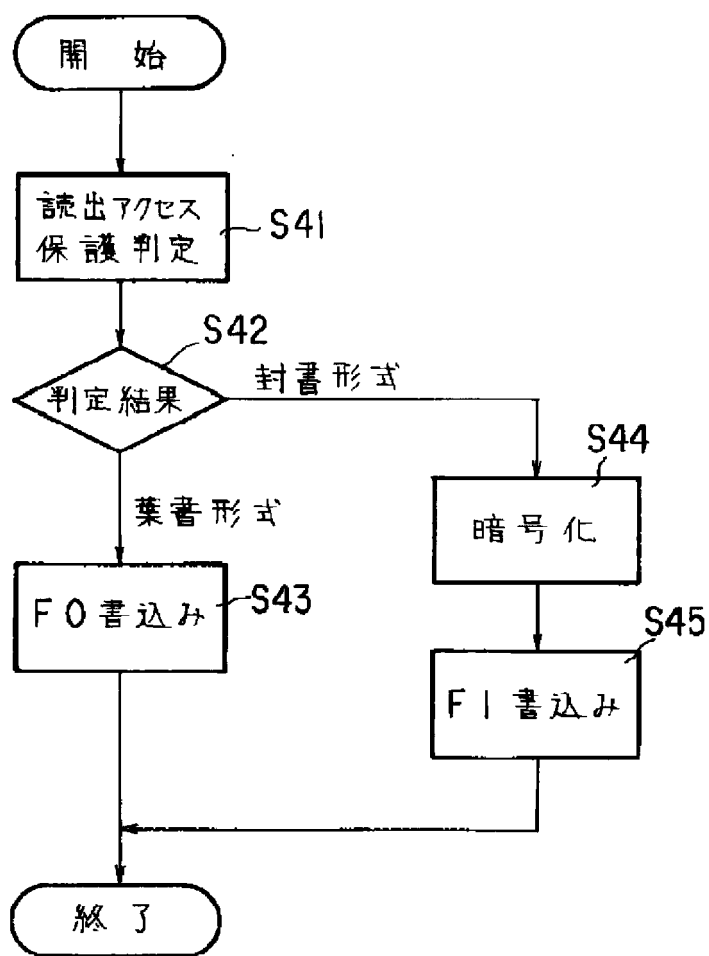 開 始
読出アクセス
保護判定
S41
S42
判定結果
封書形式
葉書形式
S44
暗号化
F0書込み
S43
S45
F1書込み
終了